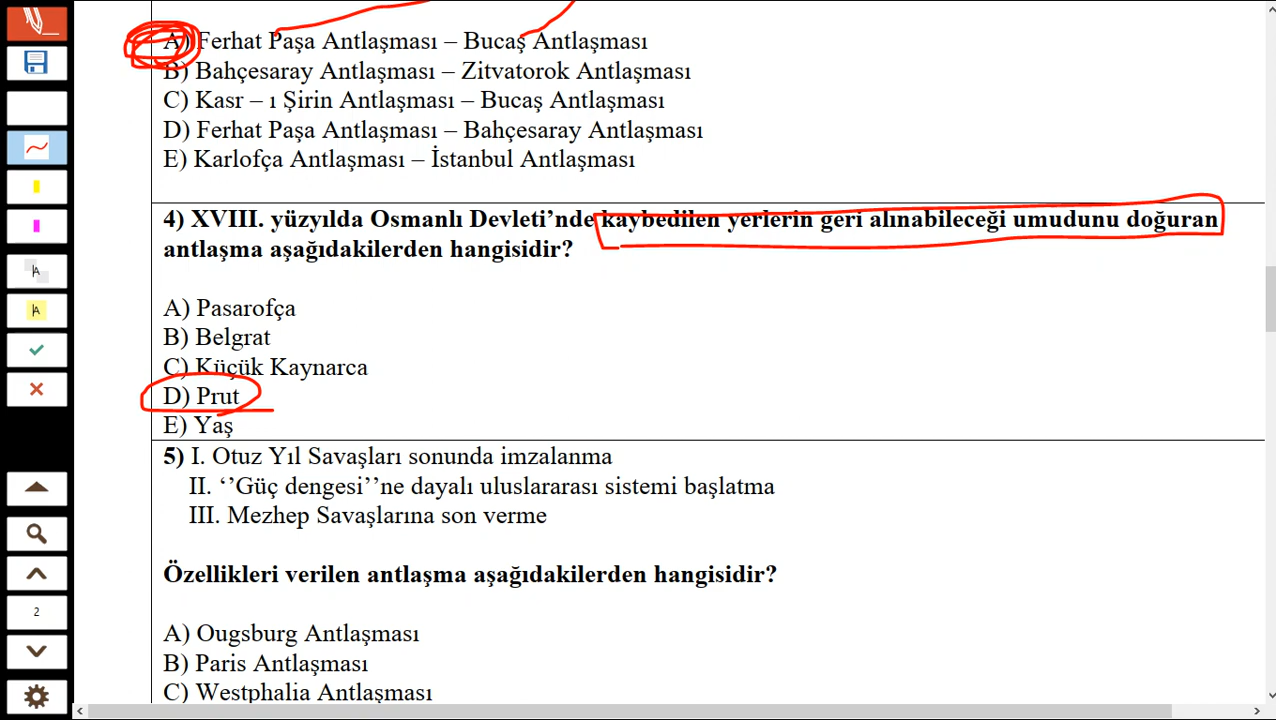 A) Ferhat Paşa Antlaşması – Bucaş Antlaşması
B) Bahçesaray Antlaşması – Zitvatorok Antlaşması
C) Kasr – ı Şirin Antlaşması – Bucaş Antlaşması
D) Ferhat Paşa Antlaşması – Bahçesaray Antlaşması
E) Karlofça Antlaşması – İstanbul Antlaşması
4) XVIII. yüzyılda Osmanlı Devleti’nde kaybedilen yerlerin geri alınabileceği umudunu doğuran
antlaşma aşağıdakilerden hangisidir?
A) Pasarofça
B) Belgrat
C) Küçük Kaynarca
D) Prut
E) Yaş
5) I. Otuz Yıl Savaşları sonunda imzalanma
II. ‘’Güç dengesi’’ne dayalı uluslararası sistemi başlatma
III. Mezhep Savaşlarına son verme
Özellikleri verilen antlaşma aşağıdakilerden hangisidir?
A) Ougsburg Antlaşması
B) Paris Antlaşması
C) Westphalia Antlaşması
A
A
2